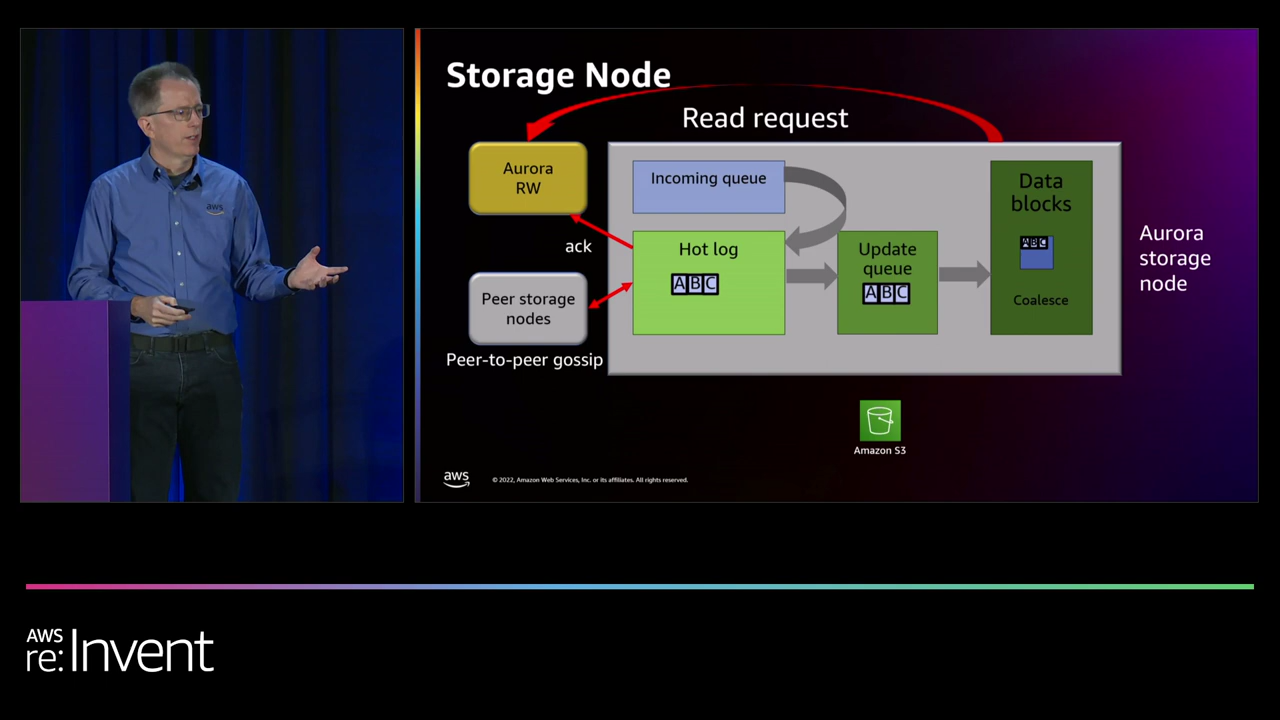 Storage Node
Read request
Aurora
RW
Incoming queue
Data
blocks
ABC
Coalesce
ack
Hot log
ABC
Update
queue
ABC
Aurora
storage
node
Peer storage
nodes
Peer-to-peer gossip
Amazon S3
aws
© 2022, Amazon Web Services, Inc. or its affiliates. All rights reserved.
aws
AWS
re:Invent